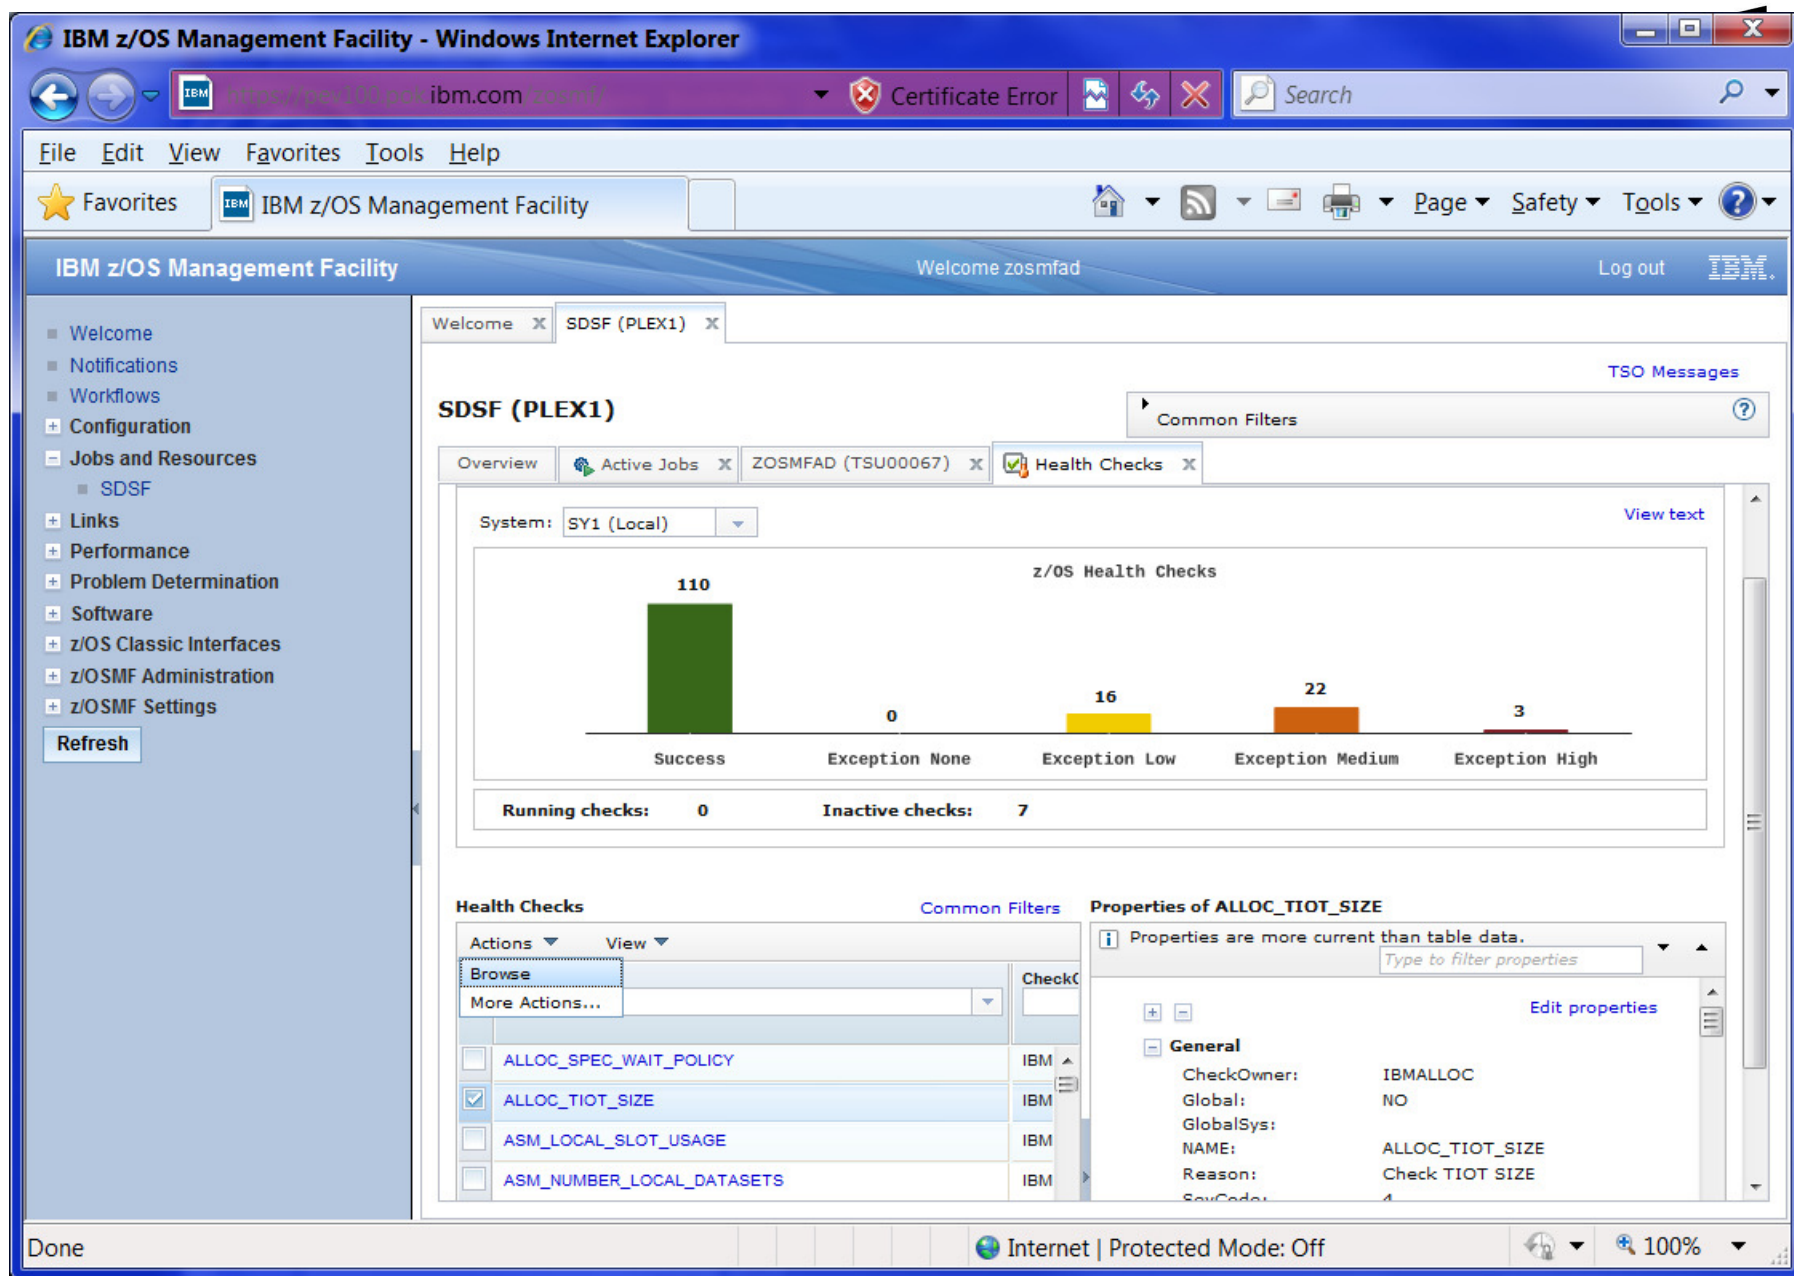 IBM z/OS Management Facility - Windows Internet Explorer
IBM ibm.com Certificate Error Search
File Edit View Favorites Tools Help
Favorites IBM IBM z/OS Management Facility Page Safety Tools
IBM z/OS Management Facility Welcome zosmfad Log out IBM.
Welcome
Notifications
Workflows
Configuration
Jobs and Resources
SDSF
Links
Performance
Problem Determination
Software
z/OS Classic Interfaces
z/OSMF Administration
z/OSMF Settings
Refresh
Welcome X SDSF (PLEX1) X
TSO Messages
SDSF (PLEX1)
Common Filters
Overview Active Jobs X ZOSMFAD (TSU00067) X Health Checks X
System: SY1 (Local) View text
z/OS Health Checks
110 0 16 22 3
Success Exception None Exception Low Exception Medium Exception High
Running checks: 0 Inactive checks: 7
Health Checks Common Filters
Actions View
Browse
More Actions...
ALLOC_SPEC_WAIT_POLICY IBM
ALLOC_TIOT_SIZE IBM
ASM_LOCAL_SLOT_USAGE IBM
ASM_NUMBER_LOCAL_DATASETS IBM
Properties of ALLOC_TIOT_SIZE
Properties are more current than table data.
Type to filter properties
Edit properties
General
CheckOwner: IBMALLOC
Global: NO
GlobalSys:
NAME: ALLOC_TIOT_SIZE
Reason: Check TIOT SIZE
Done Internet | Protected Mode: Off 100%